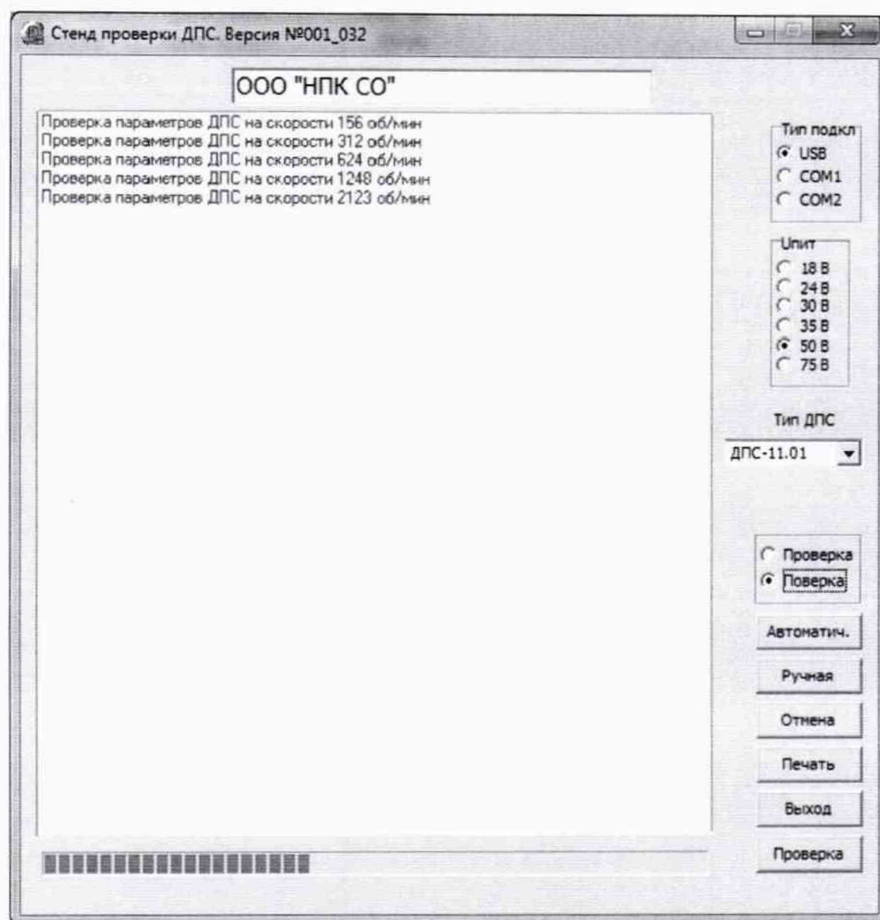 Стенд проверки ДПС. Версия №001_032
ООО "НПК СО"
Проверка параметров ДПС на скорости 156 об/мин
Проверка параметров ДПС на скорости 312 об/мин
Проверка параметров ДПС на скорости 624 об/мин
Проверка параметров ДПС на скорости 1248 об/мин
Проверка параметров ДПС на скорости 2123 об/мин
Тип подкл
USB
COM1
COM2
Uпит
18 В
24 В
30 В
35 В
50 В
75 В
Тип ДПС
ДПС-11.01
Проверка
Поверка
Автоматич.
Ручная
Отмена
Печать
Выход
Проверка